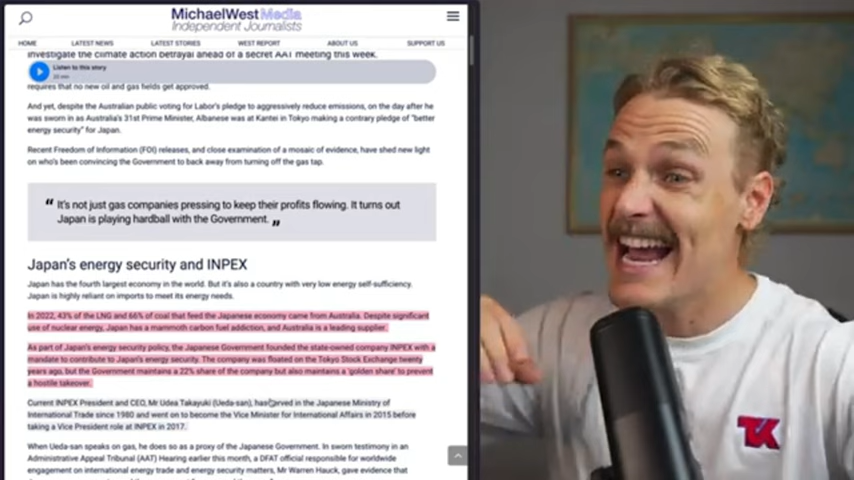 MichaelWest Media
Independent Journalists
HOME LATEST NEWS LATEST STORIES WEST REPORT ABOUT US SUPPORT US
investigate the climate action betrayal ahead of a secret AAT meeting this week.
Listen to this story
requires that no new oil and gas fields get approved.
And yet, despite the Australian public voting for Labor's pledge to aggressively reduce emissions, on the day after he
was sworn in as Australia's 31st Prime Minister, Albanese was at Kantei in Tokyo making a contrary pledge of "better
energy security" for Japan.
Recent Freedom of Information (FOI) releases, and close examination of a mosaic of evidence, have shed new light
on who's been convincing the Government to back away from turning off the gas tap.
“ It's not just gas companies pressing to keep their profits flowing. It turns out
Japan is playing hardball with the Government. ”
Japan's energy security and INPEX
Japan has the fourth largest economy in the world. But it's also a country with very low energy self-sufficiency.
Japan is highly reliant on imports to meet its energy needs.
In 2022, 43% of the LNG and 66% of coal that feed the Japanese economy came from Australia. Despite significant
use of nuclear energy, Japan has a mammoth carbon fuel addiction, and Australia is a leading supplier.
As part of Japan's energy security policy, the Japanese Government founded the state-owned company INPEX with a
mandate to contribute to Japan's energy security. The company was floated on the Tokyo Stock Exchange twenty
years ago, but the Government maintains a 22% share of the company but also maintains a 'golden share' to prevent
a hostile takeover.
Current INPEX President and CEO, Mr Udea Takayuki (Ueda-san), has served in the Japanese Ministry of
International Trade since 1980 and went on to become the Vice Minister for International Affairs in 2015 before
taking a Vice President role at INPEX in 2017.
When Ueda-san speaks on gas, he does so as a proxy of the Japanese Government. In sworn testimony in an
Administrative Appeal Tribunal (AAT) Hearing earlier this month, a DFAT official responsible for worldwide
engagement on international energy trade and energy security matters, Mr Warren Hauck, gave evidence that